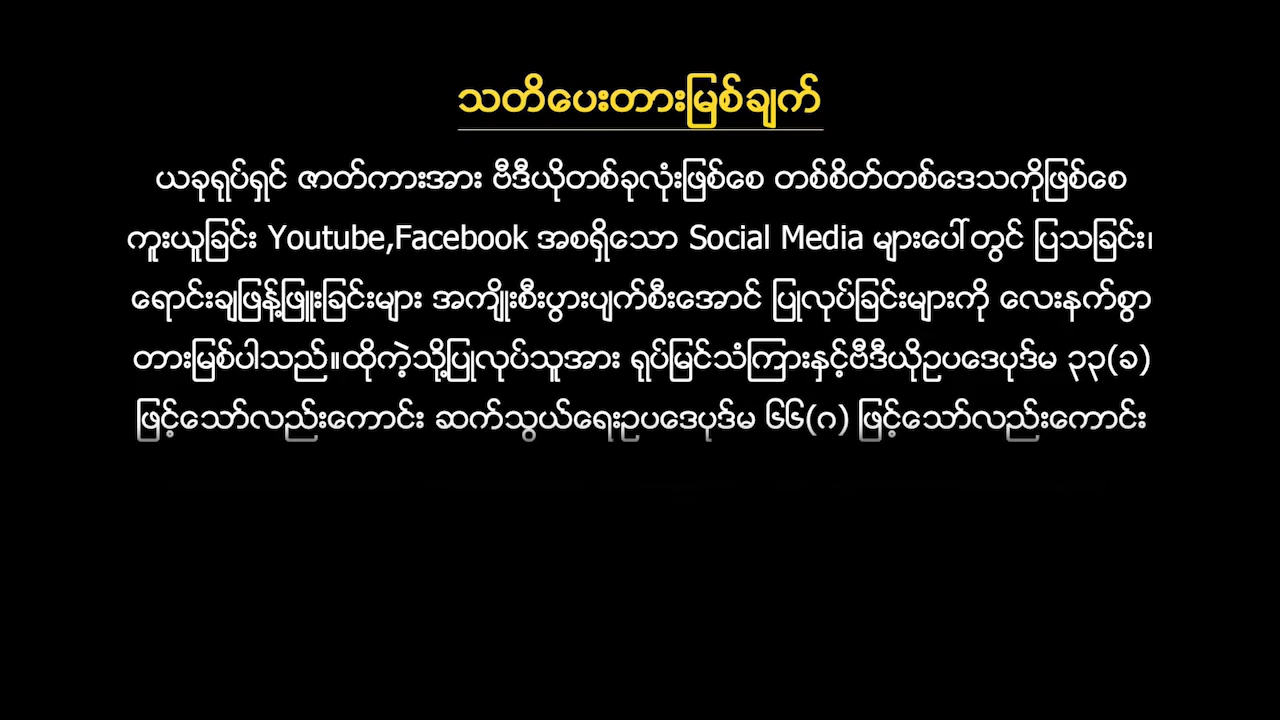 သတိပေးတားမြစ်ချက်
ယခုရုပ်ရှင် ဇာတ်ကားအား ဗီဒီယိုတစ်ခုလုံးဖြစ်စေ တစ်စိတ်တစ်ဒေသကိုဖြစ်စေ
ကူးယူခြင်း Youtube,Facebook အစရှိသော Social Media များပေါ်တွင် ပြသခြင်း၊
ရောင်းချဖြန့်ဖြူးခြင်းများ အကျိုးစီးပွားပျက်စီးအောင် ပြုလုပ်ခြင်းများကို လေးနက်စွာ
တားမြစ်ပါသည်။ထိုကဲ့သို့ပြုလုပ်သူအား ရုပ်မြင်သံကြားနှင့်ဗီဒီယိုဥပဒေပုဒ်မ ၃၃(ခ)
ဖြင့်သော်လည်းကောင်း ဆက်သွယ်ရေးဥပဒေပုဒ်မ ၆၆(ဂ) ဖြင့်သော်လည်းကောင်း